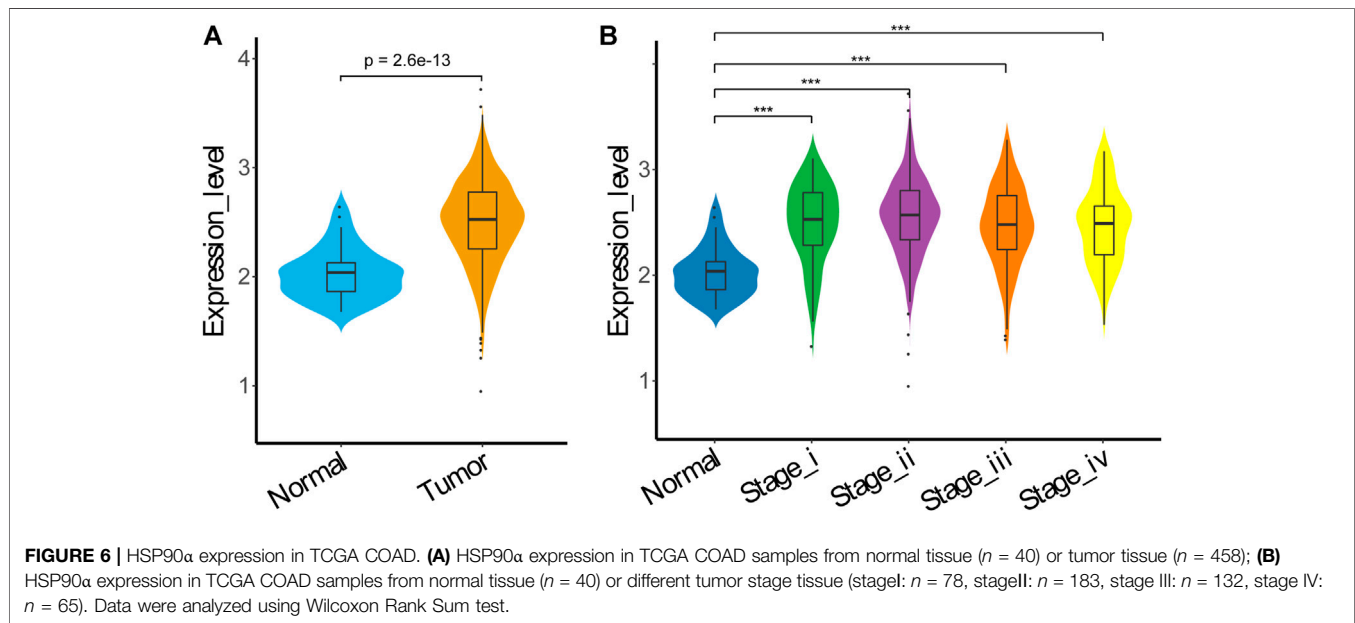 A
p = 2.6e-13
Expression_level
4
3
2
1
Normal
Tumor
B
***
***
***
***
Expression_level
3
2
1
Normal
Stage_i
Stage_ii
Stage_iii
Stage_iv
FIGURE 6 | HSP90α expression in TCGA COAD. (A) HSP90α expression in TCGA COAD samples from normal tissue (n = 40) or tumor tissue (n = 458); (B)
HSP90α expression in TCGA COAD samples from normal tissue (n = 40) or different tumor stage tissue (stageI: n = 78, stageII: n = 183, stage III: n = 132, stage IV:
n = 65). Data were analyzed using Wilcoxon Rank Sum test.